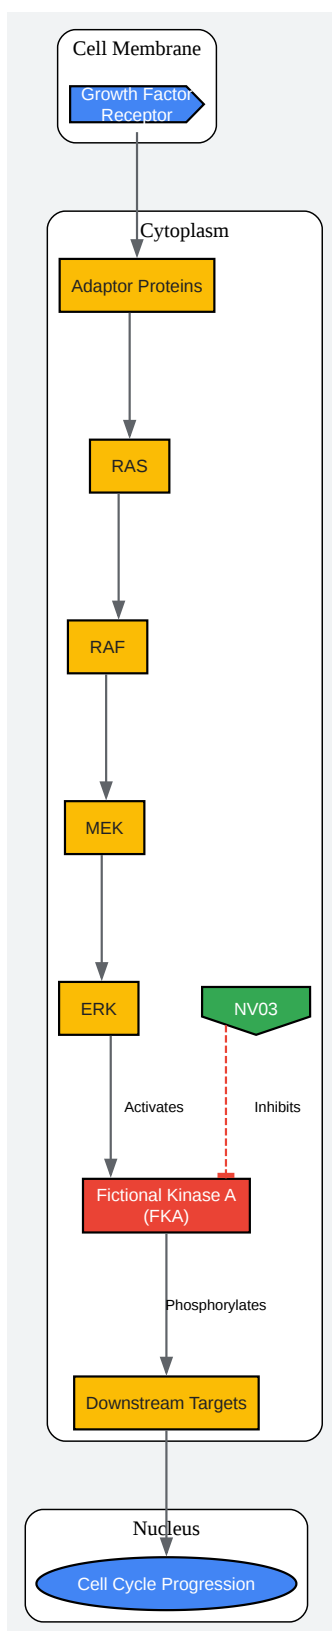 Cell Membrane
Growth Factor
Receptor
Cytoplasm
Adaptor Proteins
RAS
RAF
MEK
ERK
NV03
Activates
Inhibits
Fictional Kinase A
(FKA)
Phosphorylates
Downstream Targets
Nucleus
Cell Cycle Progression